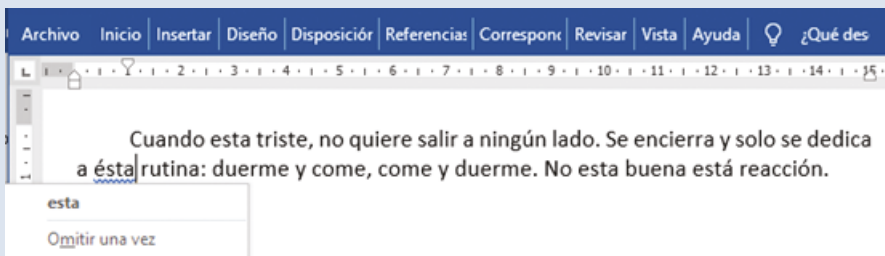 Archivo Inicio Insertar Diseño Disposiciór Referencia: Correspon Revisar Vista Ayuda ¿Qué des
1 2 3 4 5 6 7 8 9 10 11 12 13 14 15
Cuando esta triste, no quiere salir a ningún lado. Se encierra y solo se dedica
a ésta rutina: duerme y come, come y duerme. No esta buena está reacción.
esta
Omitir una vez